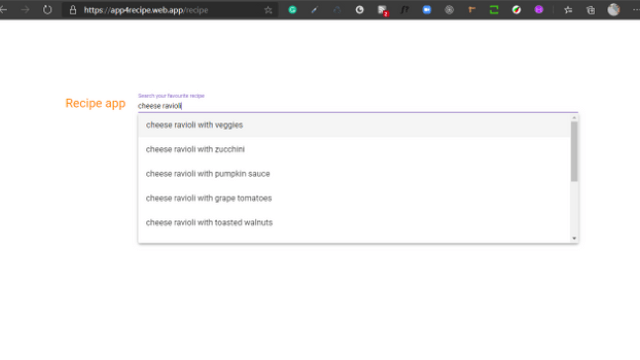 https://app4recipe.web.app/recipe
Recipe app
Search your favourite recipe
cheese ravioli
cheese ravioli with veggies
cheese ravioli with zucchini
cheese ravioli with pumpkin sauce
cheese ravioli with grape tomatoes
cheese ravioli with toasted walnuts